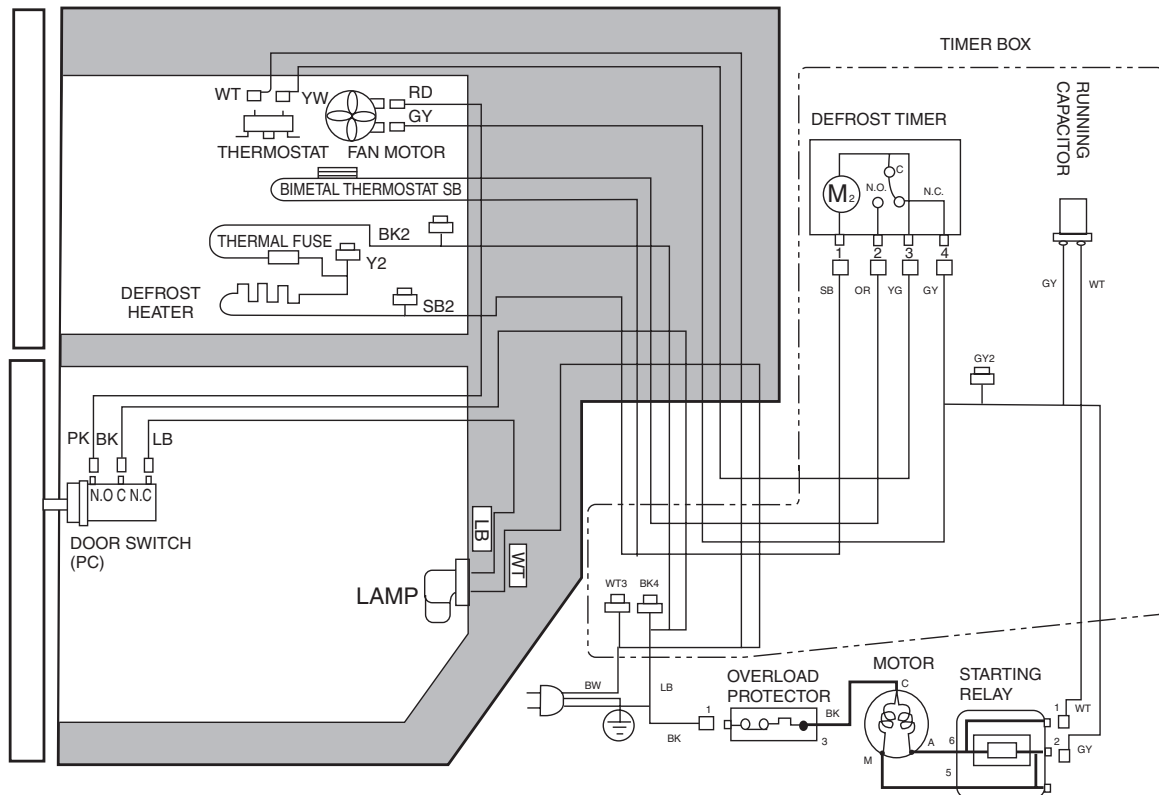 TIMER BOX
RUNNING
CAPACITOR
DEFROST TIMER
WT
YW
RD
GY
THERMOSTAT
FAN MOTOR
BIMETAL THERMOSTAT SB
BK2
THERMAL FUSE
Y2
DEFROST
HEATER
SB2
M2
N.O.
C
N.C.
1
2
3
4
SB
OR
YG
GY
GY
WT
GY2
PK
BK
LB
N.O C N.C
DOOR SWITCH
(PC)
LB
WT
LAMP
WT3
BK4
BW
LB
BK
1
OVERLOAD
PROTECTOR
BK
3
MOTOR
C
A
M
STARTING
RELAY
6
5
1
WT
2
GY